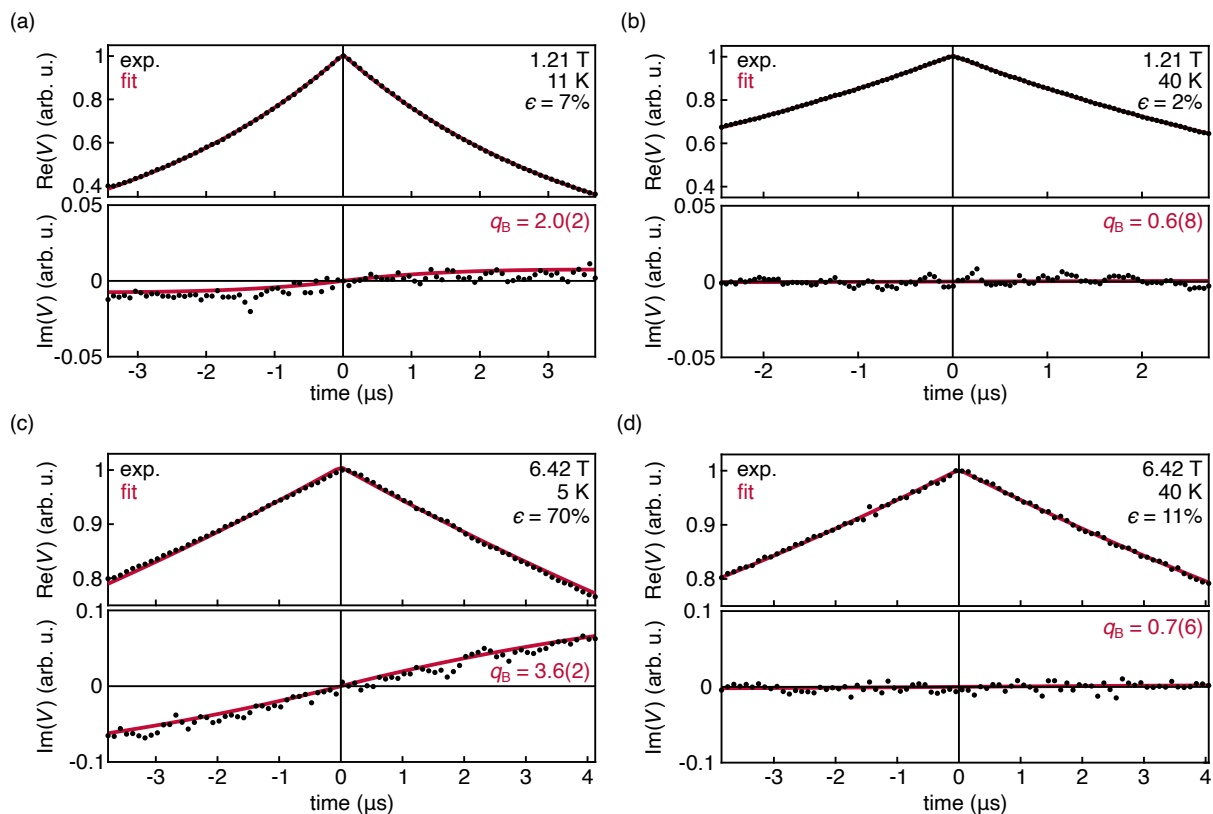 (a)
Re(V) (arb. u.)
1
0.8
0.6
0.4
exp.
fit
1.21 T
11 K
ϵ = 7%
Im(V) (arb. u.)
0.05
0
-0.05
q_B = 2.0(2)
-3 -2 -1 0 1 2 3
time (μs)
(b)
Re(V) (arb. u.)
1
0.8
0.6
exp.
fit
1.21 T
40 K
ϵ = 2%
Im(V) (arb. u.)
0.05
0
-0.05
q_B = 0.6(8)
-2 -1 0 1 2
time (μs)
(c)
Re(V) (arb. u.)
1
0.9
0.8
exp.
fit
6.42 T
5 K
ϵ = 70%
Im(V) (arb. u.)
0.1
0
-0.1
q_B = 3.6(2)
-3 -2 -1 0 1 2 3 4
time (μs)
(d)
Re(V) (arb. u.)
1
0.9
0.8
exp.
fit
6.42 T
40 K
ϵ = 11%
Im(V) (arb. u.)
0.1
0
-0.1
q_B = 0.7(6)
-3 -2 -1 0 1 2 3 4
time (μs)